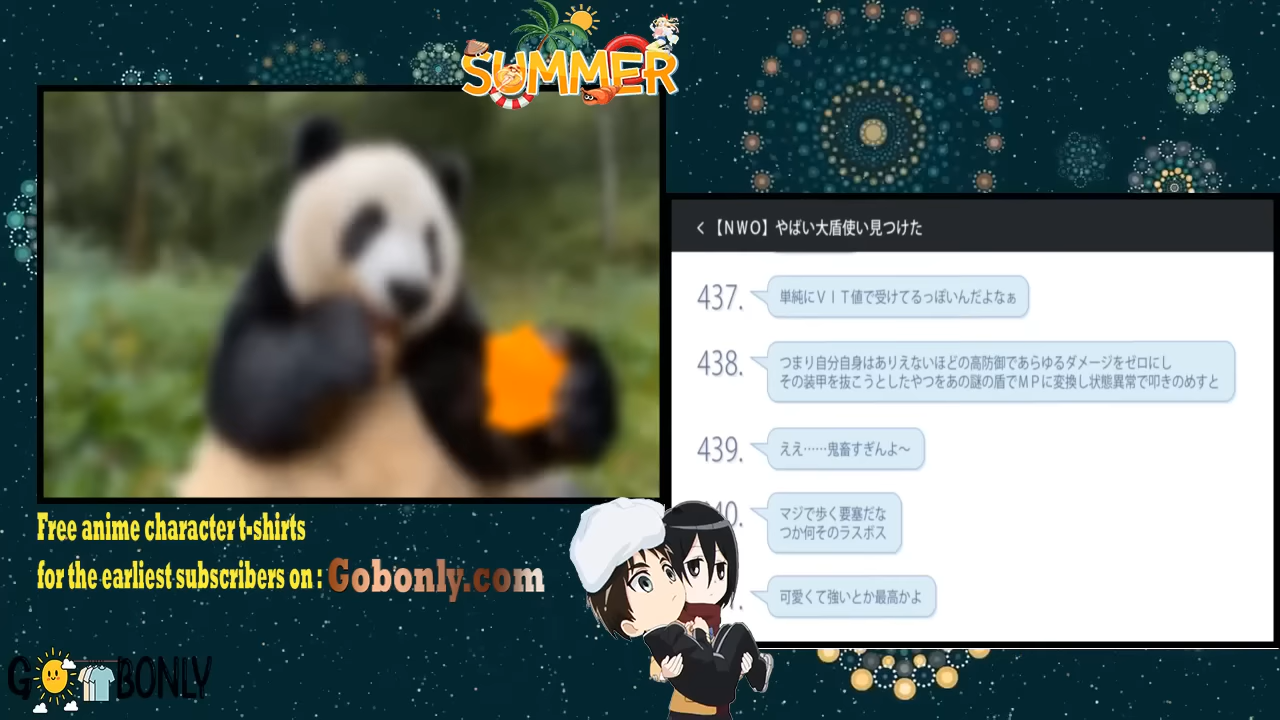 SUMMER
【NWO】やばい大盾使い見つけた
437.
単純にVIT値で受けてるっぽいんだよなぁ
438.
つまり自分自身はありえないほどの高防御であらゆるダメージをゼロにし
その装甲を抜こうとしたやつをあの謎の盾でMPに変換し状態異常で叩きのめすと
439.
ええ……鬼畜すぎんよ〜
マジで歩く要塞だな
つか何そのラスボス
可愛くて強いとか最高かよ
Free anime character t-shirts
for the earliest subscribers on : Gobonly.com
GOTBONLY